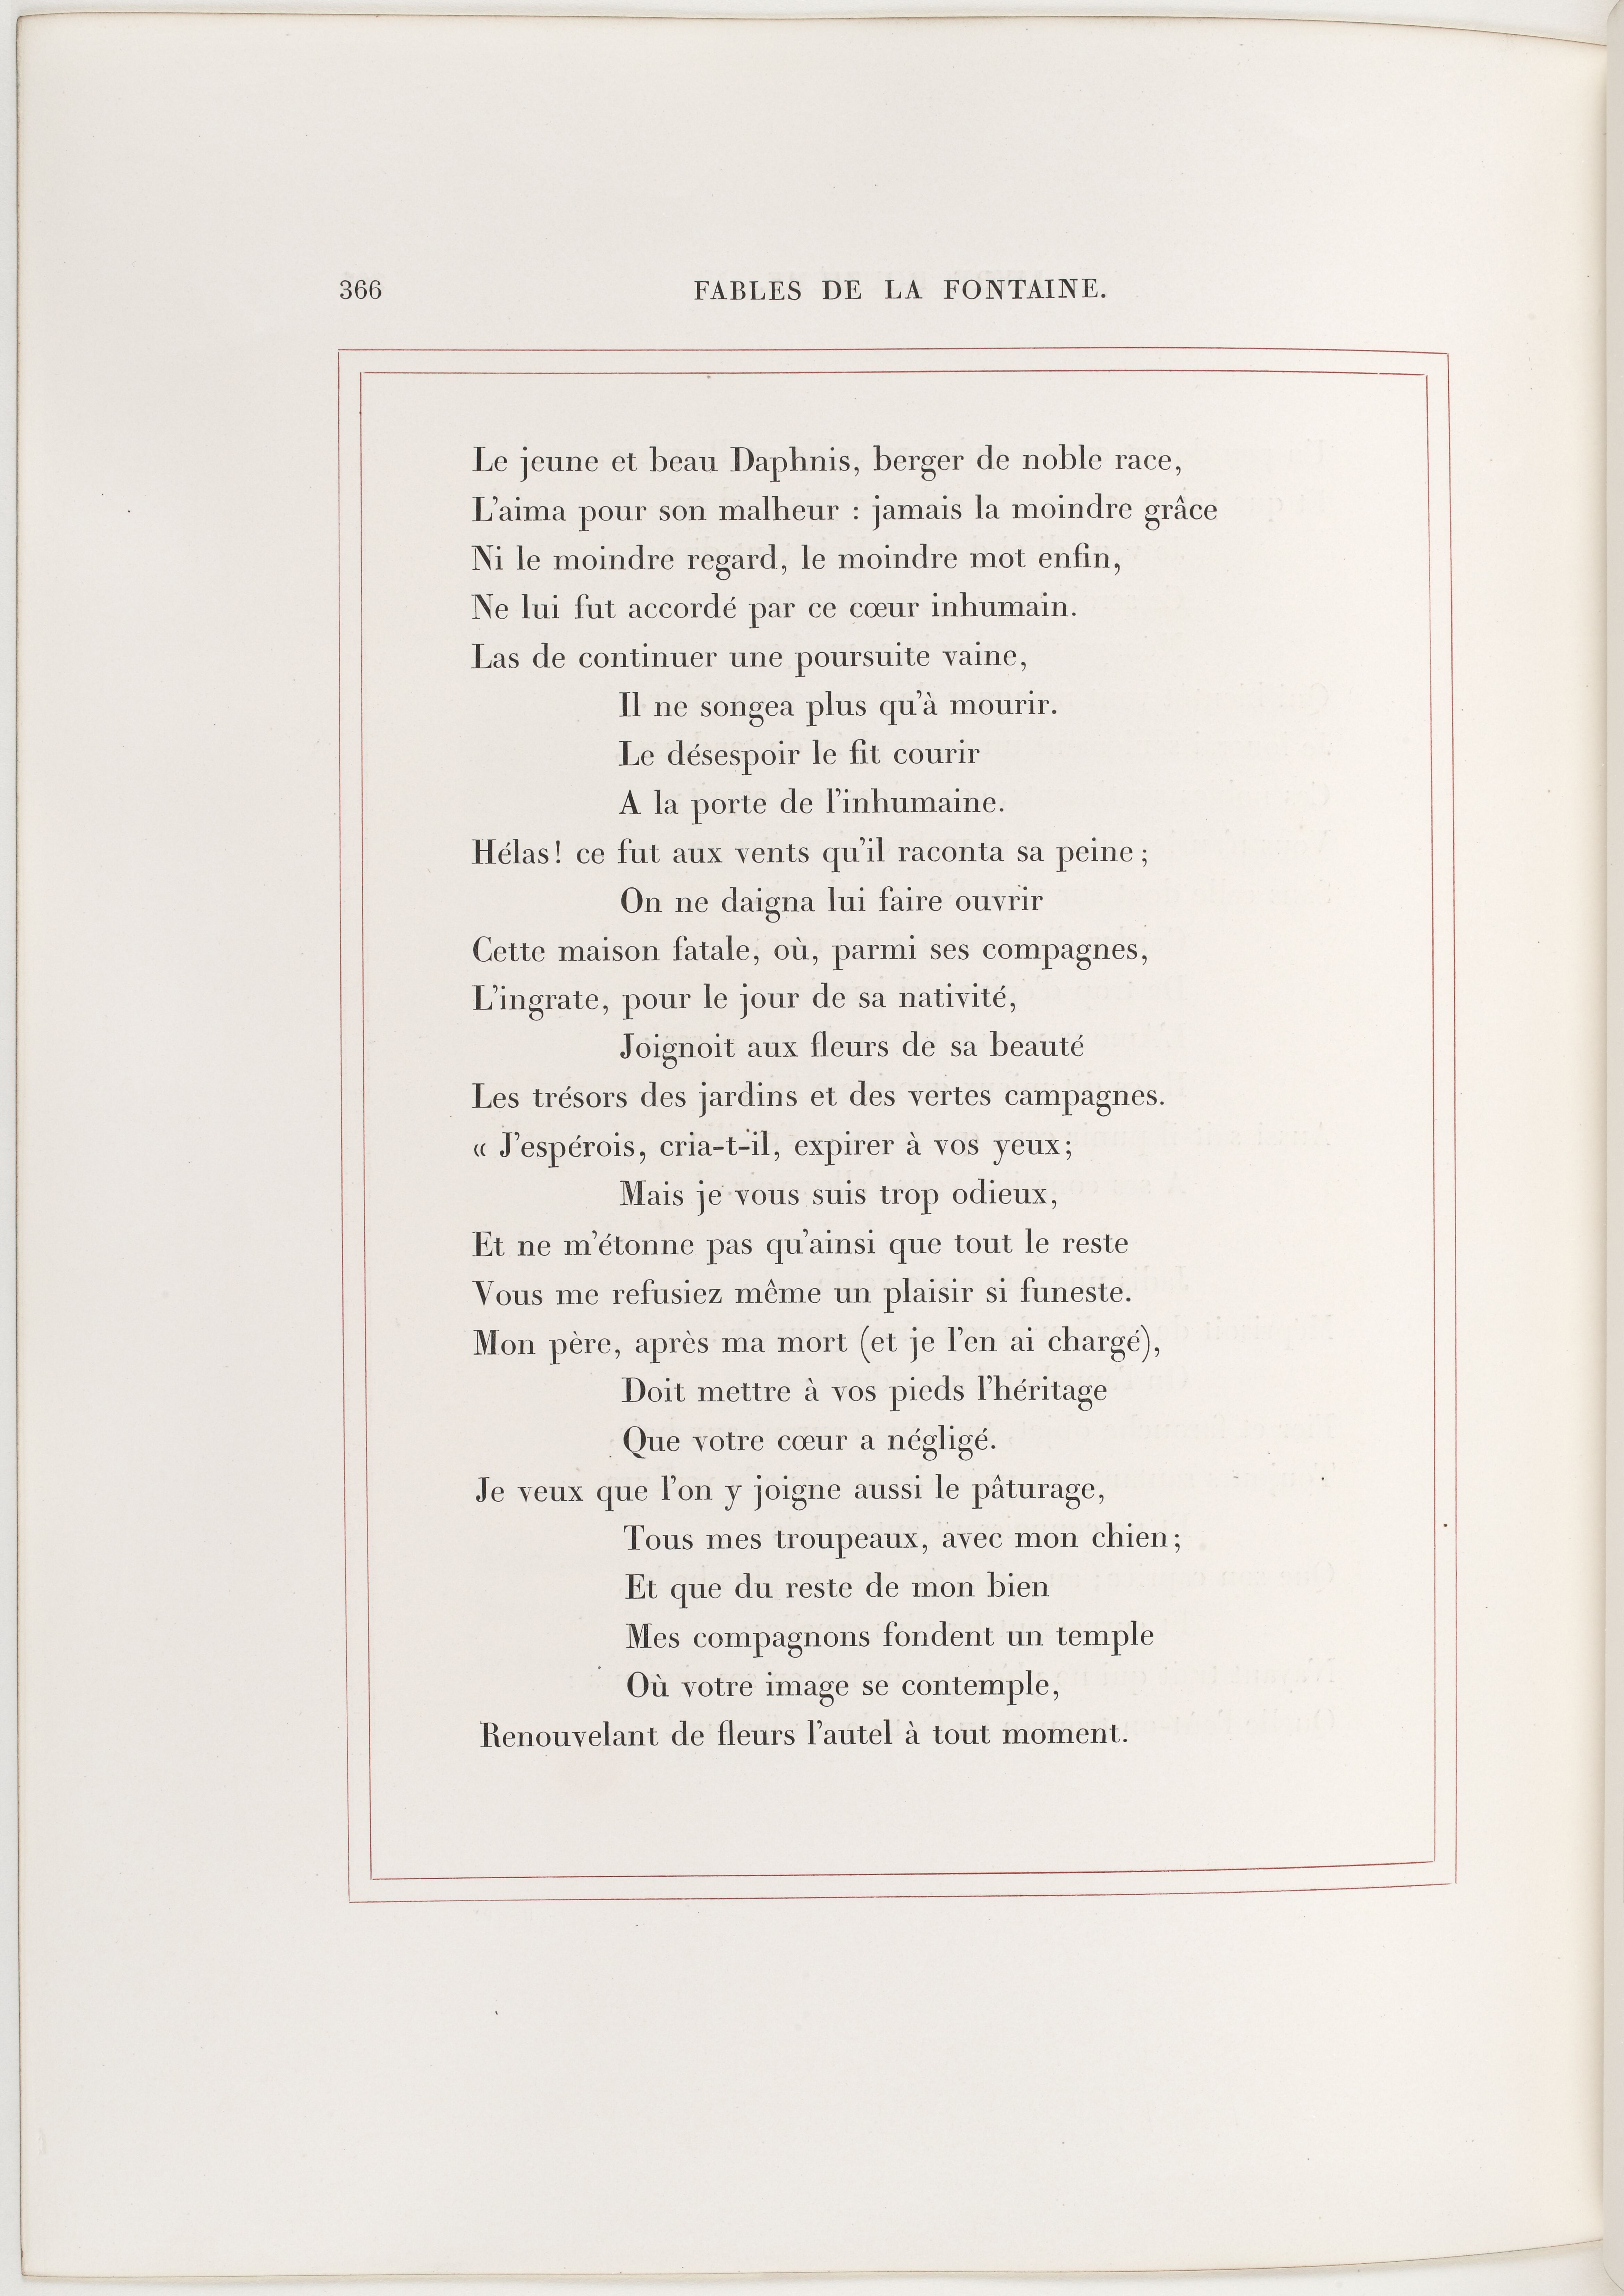 366 FABLES DE LA FONTAINE.
Le jeune et beau Daphnis, berger de noble race,
L'aima pour son malheur : jamais la moindre grâce
Ni le moindre regard, le moindre mot enfin,
Ne lui fut accordé par ce cœur inhumain.
Las de continuer une poursuite vaine,
Il ne songea plus qu'à mourir.
Le désespoir le fit courir
A la porte de l'inhumaine.
Hélas! ce fut aux vents qu'il raconta sa peine;
On ne daigna lui faire ouvrir
Cette maison fatale, où, parmi ses compagnes,
L'ingrate, pour le jour de sa nativité,
Joignoit aux fleurs de sa beauté
Les trésors des jardins et des vertes campagnes.
« J'espérois, cria-t-il, expirer à vos yeux;
Mais je vous suis trop odieux,
Et ne m'étonne pas qu'ainsi que tout le reste
Vous me refusiez même un plaisir si funeste.
Mon père, après ma mort (et je l'en ai chargé),
Doit mettre à vos pieds l'héritage
Que votre cœur a négligé.
Je veux que l'on y joigne aussi le pâturage,
Tous mes troupeaux, avec mon chien;
Et que du reste de mon bien
Mes compagnons fondent un temple
Où votre image se contemple,
Renouvelant de fleurs l'autel à tout moment.